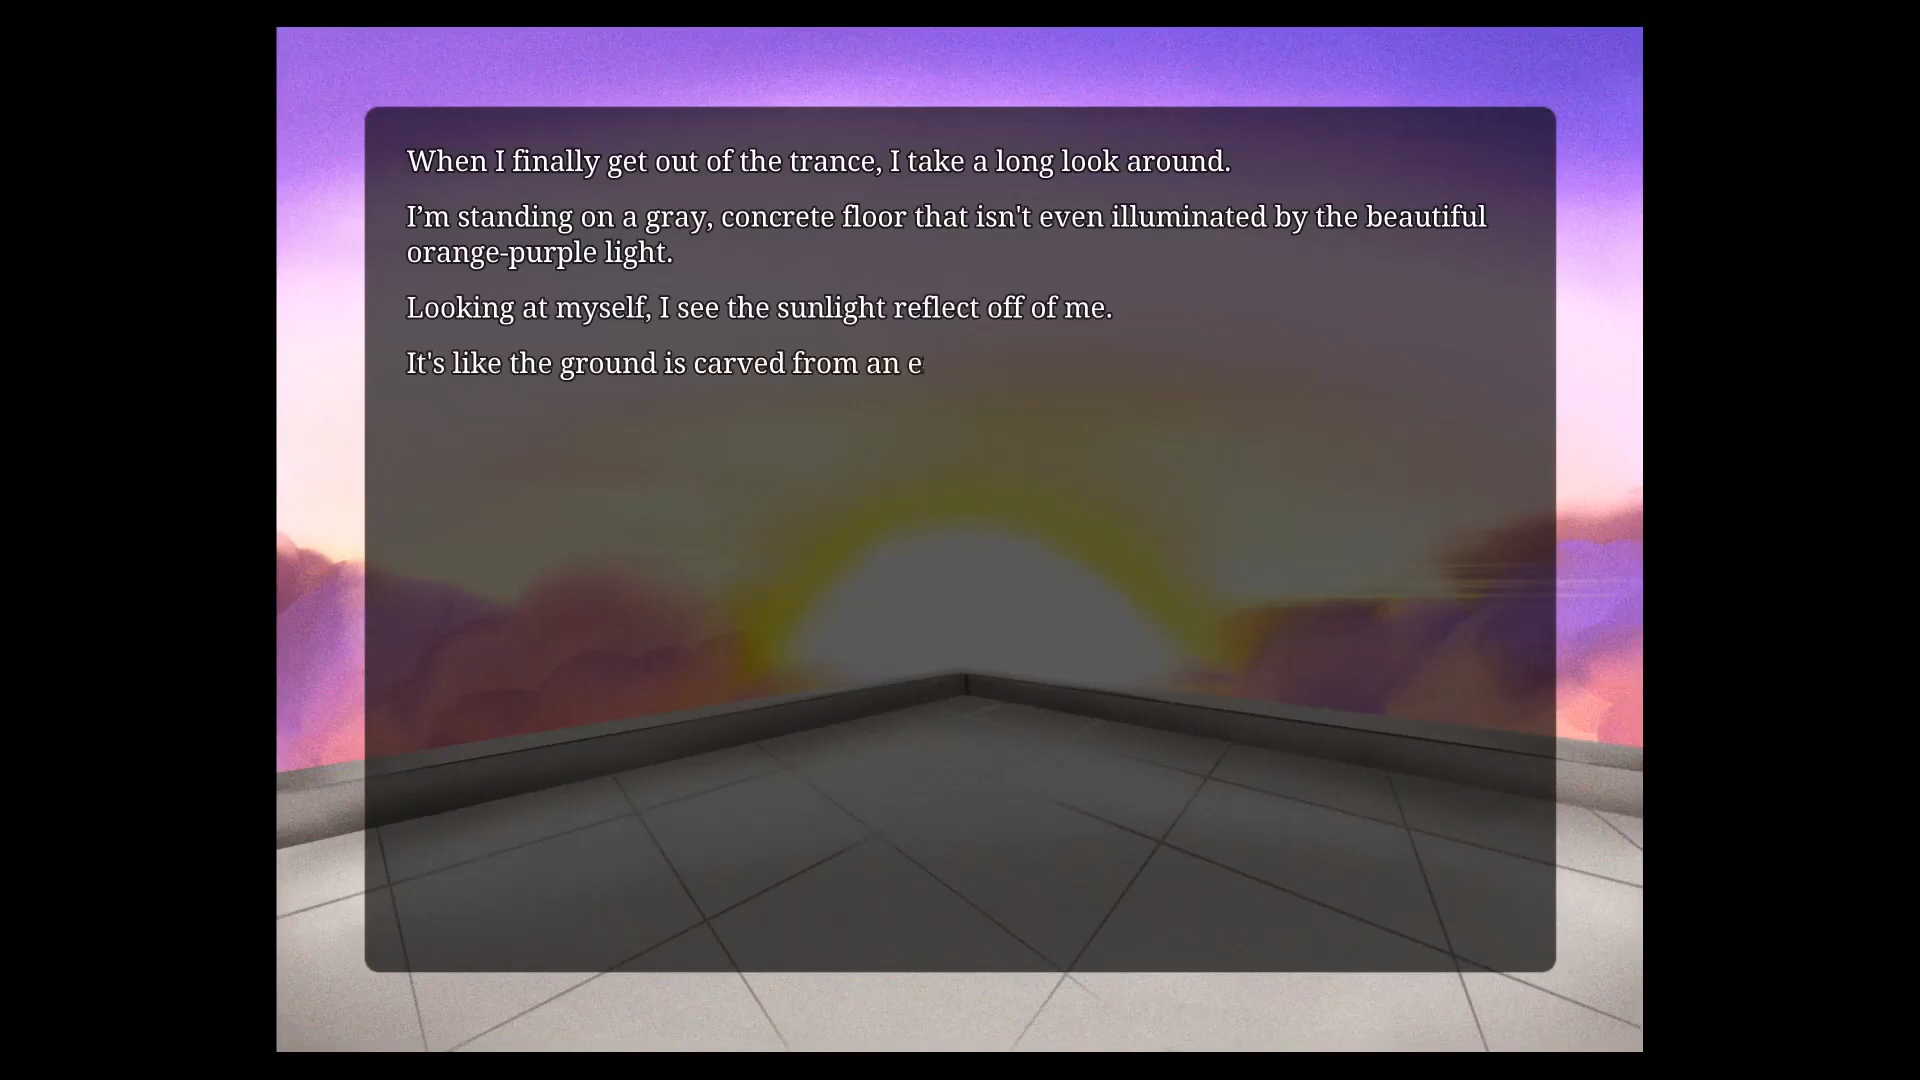 When I finally get out of the trance, I take a long look around.
I’m standing on a gray, concrete floor that isn't even illuminated by the beautiful
orange-purple light.
Looking at myself, I see the sunlight reflect off of me.
It's like the ground is carved from an e